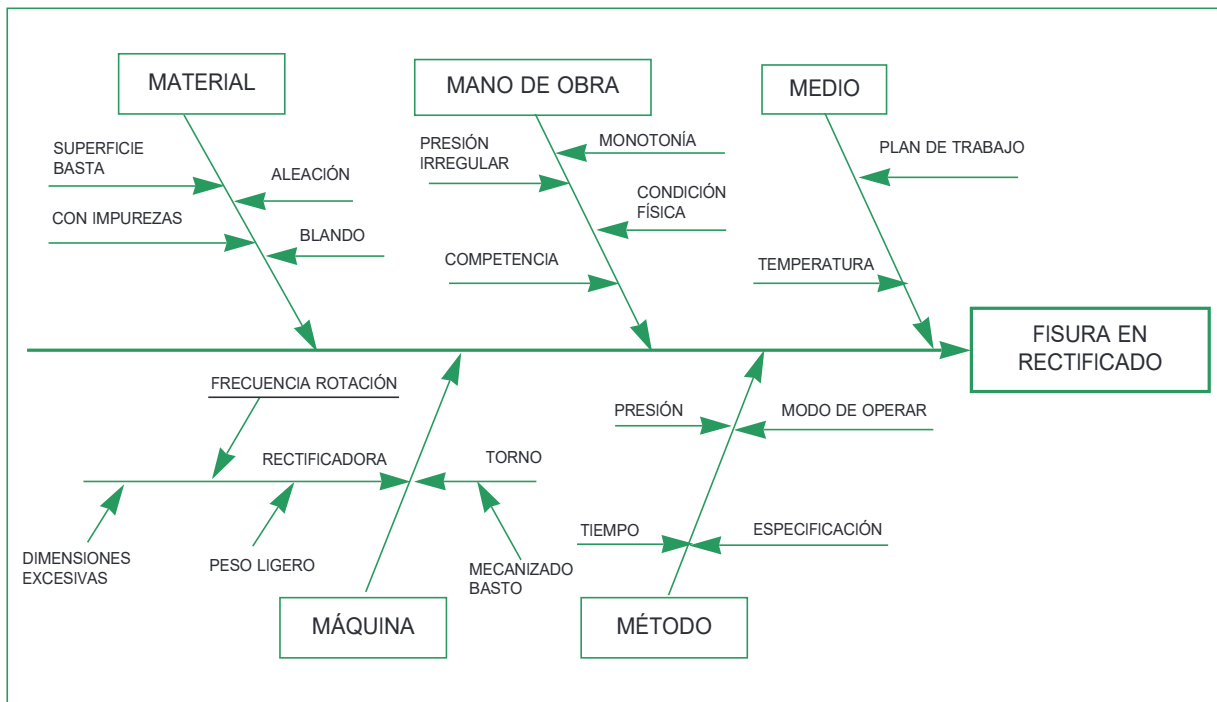 MATERIAL
MANO DE OBRA
MEDIO
SUPERFICIE
BASTA
ALEACIÓN
CON IMPUREZAS
BLANDO
PRESIÓN
IRREGULAR
MONOTONÍA
CONDICIÓN
FÍSICA
COMPETENCIA
PLAN DE TRABAJO
TEMPERATURA
FISURA EN
RECTIFICADO
FRECUENCIA ROTACIÓN
RECTIFICADORA
TORNO
DIMENSIONES
EXCESIVAS
PESO LIGERO
MECANIZADO
BASTO
PRESIÓN
MODO DE OPERAR
TIEMPO
ESPECIFICACIÓN
MÁQUINA
MÉTODO